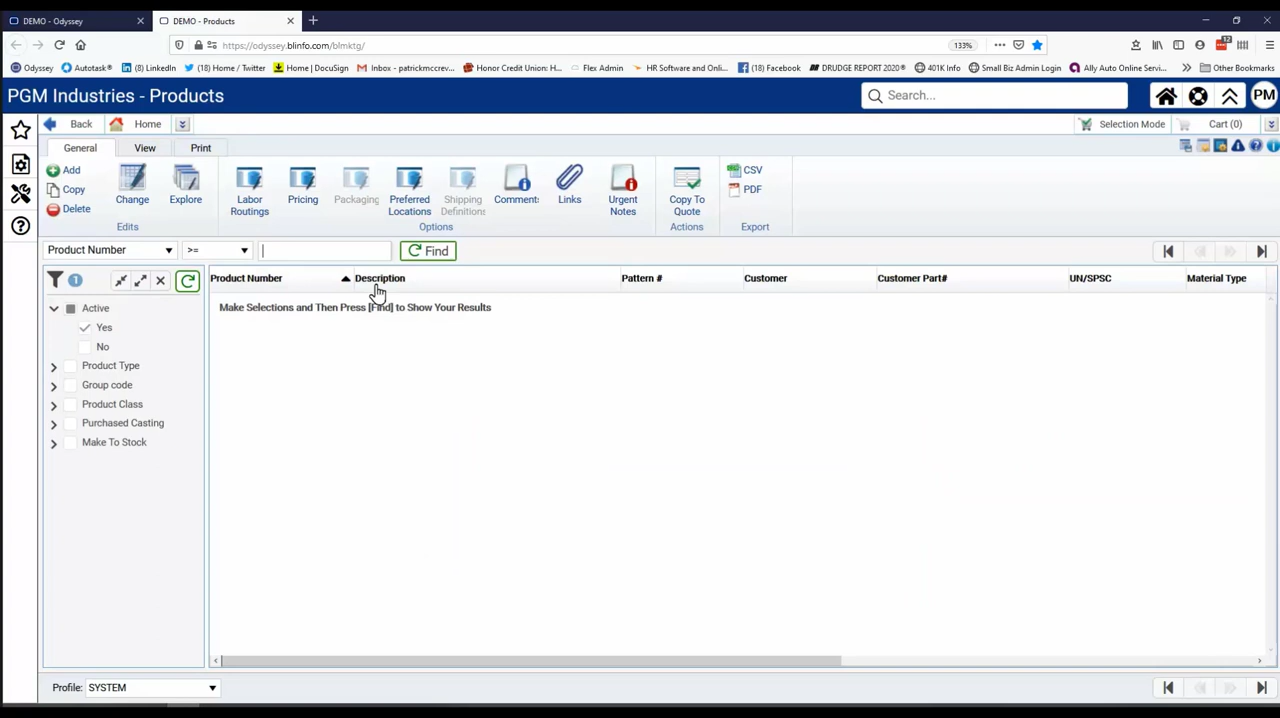 DEMO - Odyssey
DEMO - Products
https://odyssey.blinfo.com/blmktg/
133%
12
Odyssey
Autotask®
(8) LinkedIn
(18) Home / Twitter
Home | DocuSign
Inbox - patrickmccrev...
Honor Credit Union: H...
Flex Admin
HR Software and Onli...
(18) Facebook
DRUDGE REPORT 2020®
401K Info
Small Biz Admin Login
Ally Auto Online Servi...
Other Bookmarks
PGM Industries - Products
Search...
PM
Back
Home
Selection Mode
Cart (0)
General
View
Print
Add
Copy
Delete
Change
Explore
Edits
Labor Routings
Pricing
Packaging
Preferred Locations
Shipping Definitions
Comments
Links
Urgent Notes
Options
Copy To Quote
Actions
CSV
PDF
Export
Product Number
>=
Find
1
Product Number
Description
Pattern #
Customer
Customer Part#
UN/SPSC
Material Type
Make Selections and Then Press [Find] to Show Your Results
Active
Yes
No
Product Type
Group code
Product Class
Purchased Casting
Make To Stock
Profile:
SYSTEM